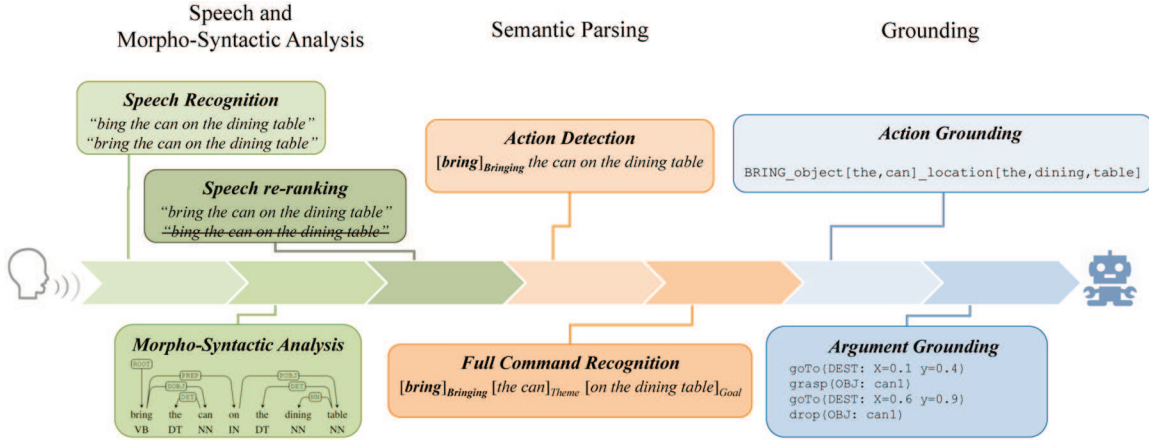 Speech and
Morpho-Syntactic Analysis
Semantic Parsing
Grounding
Speech Recognition
“bing the can on the dining table”
“bring the can on the dining table”
Speech re-ranking
“bring the can on the dining table”
“bing the can on the dining table”
Action Detection
[bring]Bringing the can on the dining table
Action Grounding
BRING_object[the,can]_location[the,dining,table]
Morpho-Syntactic Analysis
ROOT
PREP
POBJ
DOBJ
DET
DET
NN
bring the can on the dining table
VB DT NN IN DT NN NN
Full Command Recognition
[bring]Bringing [the can]Theme [on the dining table]Goal
Argument Grounding
goTo(DEST: X=0.1 y=0.4)
grasp(OBJ: can1)
goTo(DEST: X=0.6 y=0.9)
drop(OBJ: can1)